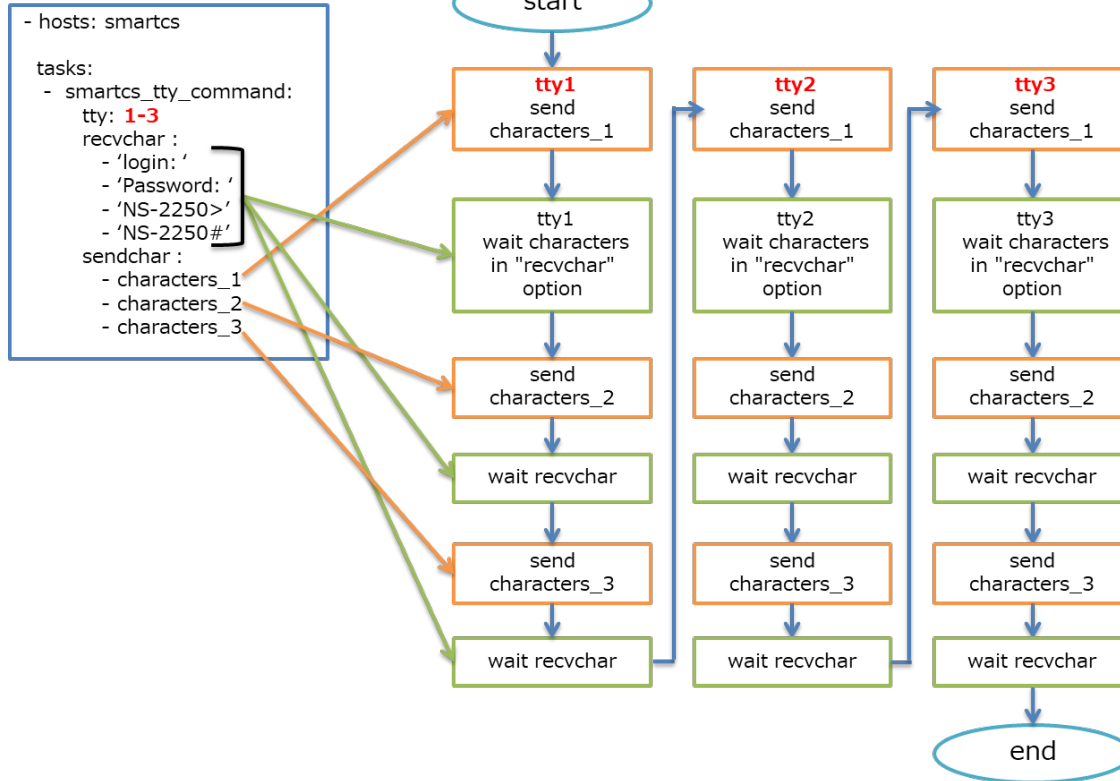 - hosts: smartcs
tasks:
- smartcs_tty_command:
tty: 1-3
recvchar :
- ‘login: ‘
- ‘Password: ‘
- ‘NS-2250>’
- ‘NS-2250#’
sendchar :
- characters_1
- characters_2
- characters_3
start
tty1
send
characters_1
tty1
wait characters
in "recvchar"
option
send
characters_2
wait recvchar
send
characters_3
wait recvchar
tty2
send
characters_1
tty2
wait characters
in "recvchar"
option
send
characters_2
wait recvchar
send
characters_3
wait recvchar
tty3
send
characters_1
tty3
wait characters
in "recvchar"
option
send
characters_2
wait recvchar
send
characters_3
wait recvchar
end